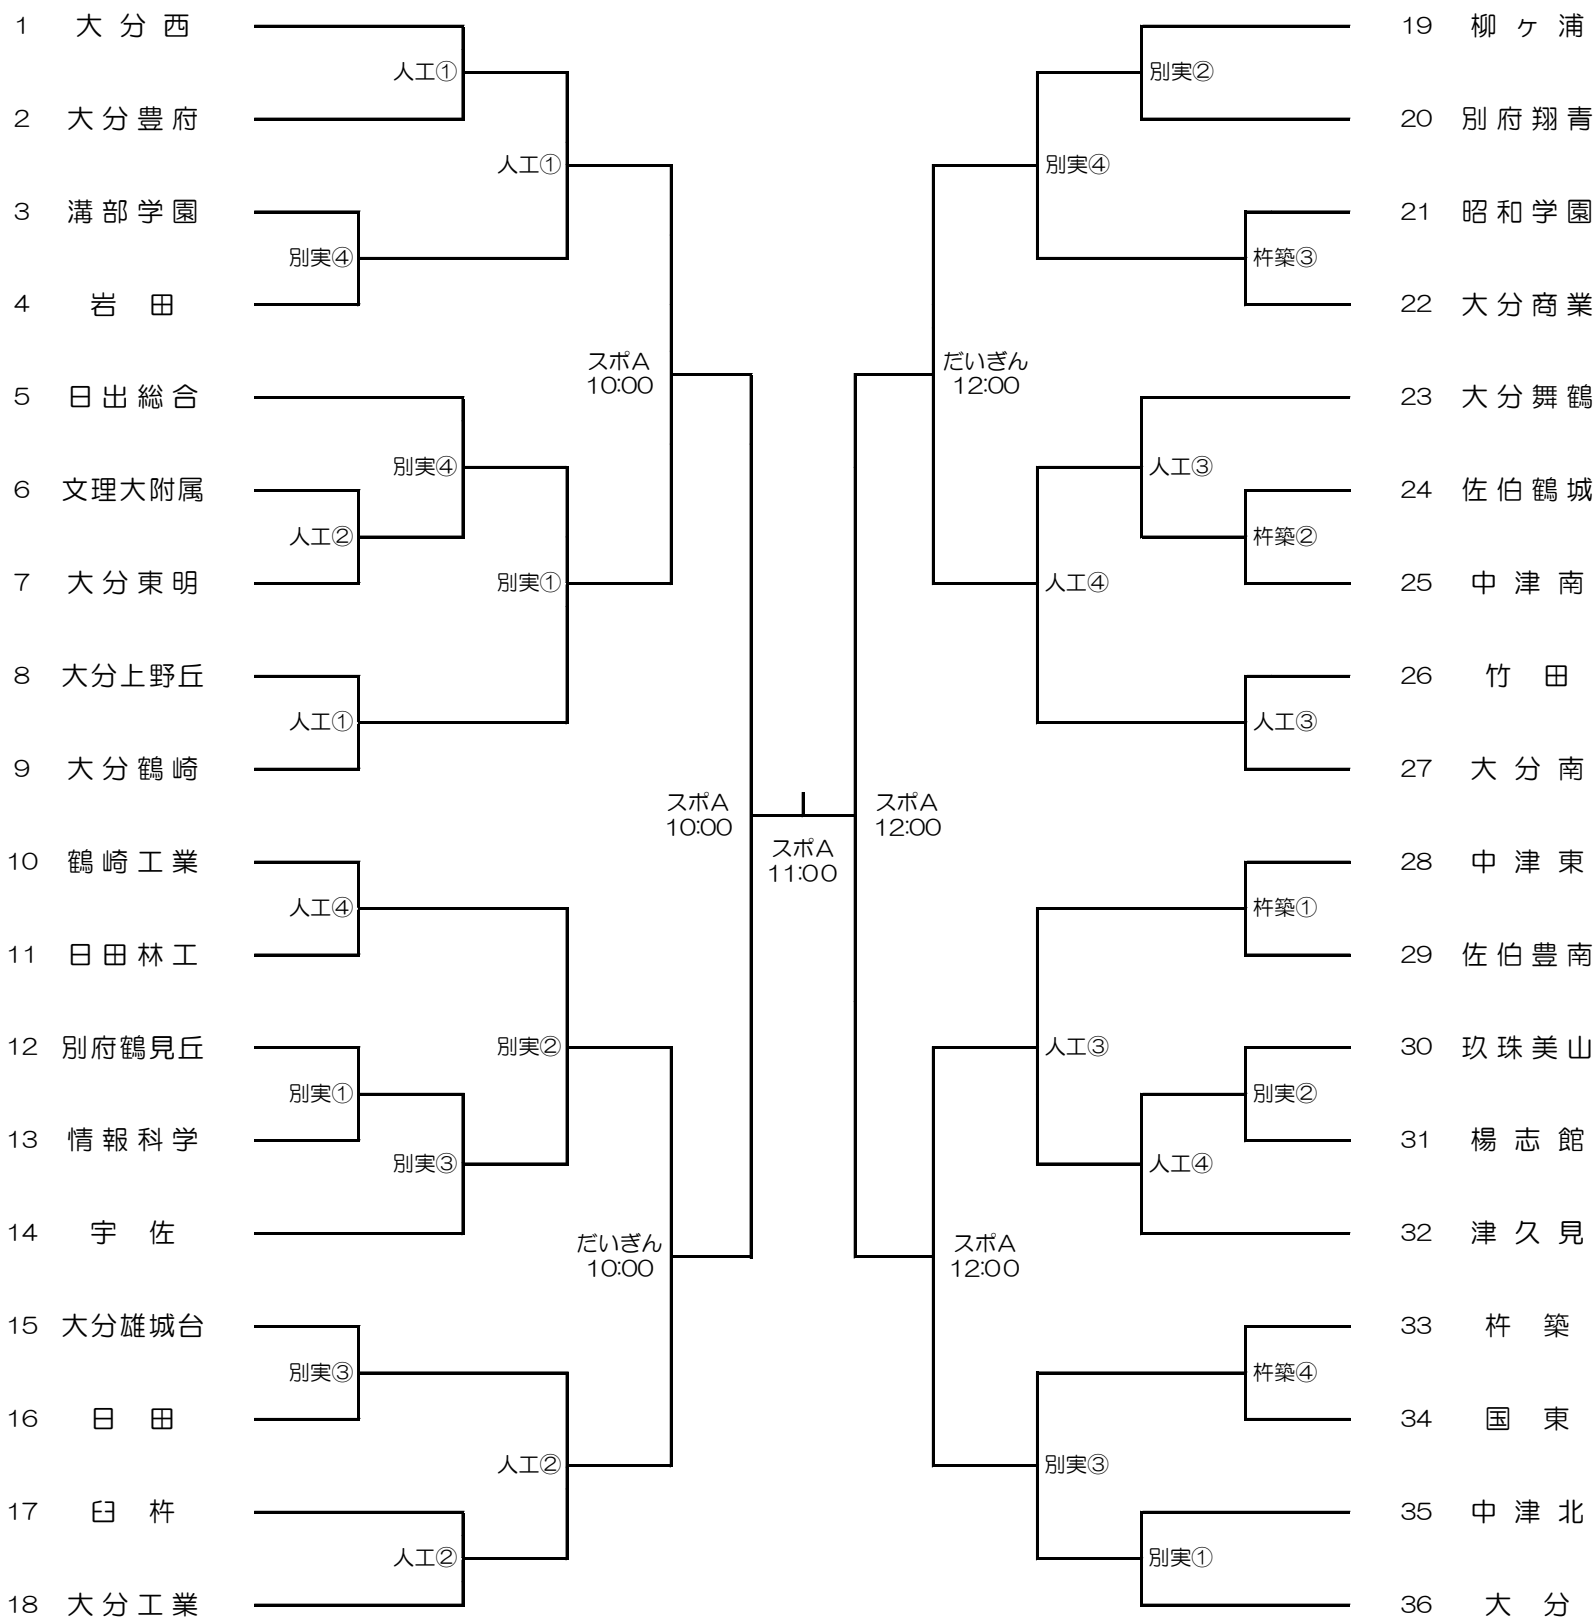 1 大分西
人工①
2 大分豊府
人工①
3 溝部学園
別実④
4 岩田
スポA
10:00
5 日出総合
別実④
6 文理大附属
人工②
7 大分東明
別実①
8 大分上野丘
人工①
9 大分鶴崎
スポA
10:00
10 鶴崎工業
人工④
11 日田林工
12 別府鶴見丘
別実②
別実①
13 情報科学
別実③
14 宇佐
だいぎん
10:00
15 大分雄城台
別実③
16 日田
人工②
17 臼杵
人工②
18 大分工業
スポA
11:00
19 柳ヶ浦
別実②
20 別府翔青
別実④
21 昭和学園
杵築③
22 大分商業
だいぎん
12:00
23 大分舞鶴
人工③
24 佐伯鶴城
杵築②
25 中津南
人工④
26 竹田
人工③
27 大分南
スポA
12:00
28 中津東
杵築①
29 佐伯豊南
人工③
30 玖珠美山
別実②
31 楊志館
人工④
32 津久見
スポA
12:00
33 杵築
杵築④
34 国東
別実③
35 中津北
別実①
36 大分